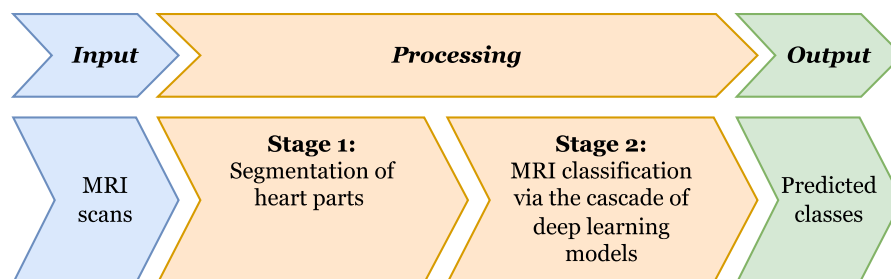 Input
Processing
Output
MRI
scans
Stage 1:
Segmentation of
heart parts
Stage 2:
MRI classification
via the cascade of
deep learning
models
Predicted
classes